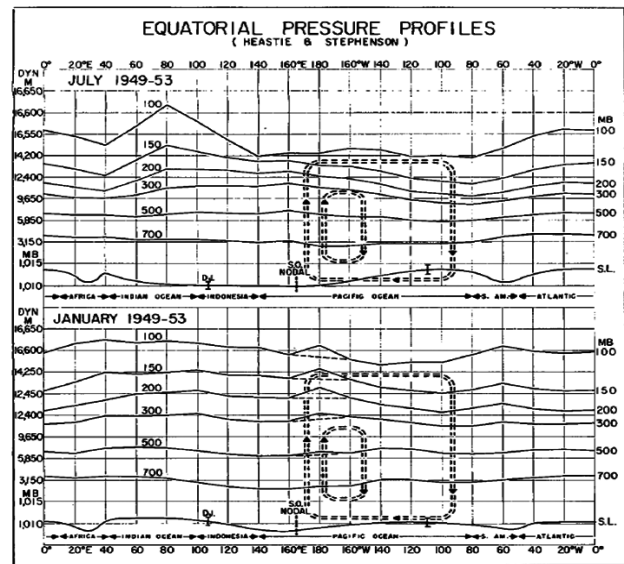 EQUATORIAL PRESSURE PROFILES
( HEASTIE & STEPHENSON )
0° 20°E 40 60 80 100 120 140 160°E 180 160°W 140 120 100 80 60 40 20°W 0°
DYN M
JULY 1949-53
16,650
MB
100
16,600
100
16,550
150
14,200
150
200
12,400
200
300
300
9,650
500
500
5,850
700
700
3,150
MB
1,015
D.J.
S.O. NODAL
S.L.
1,010
AFRICA INDIAN OCEAN INDONESIA PACIFIC OCEAN S. AM. ATLANTIC
DYN M
JANUARY 1949-53
16,650
MB
100
16,600
100
150
14,250
150
200
12,450
200
300
12,400
300
9,650
500
500
5,850
700
700
3,150
MB
1,015
D.J.
S.O. NODAL
1,010
S.L.
AFRICA INDIAN OCEAN INDONESIA PACIFIC OCEAN S. AM. ATLANTIC
0° 20°E 40 60 80 100 120 140 160°E 180 160°W 140 120 100 80 60 40 20°W 0°